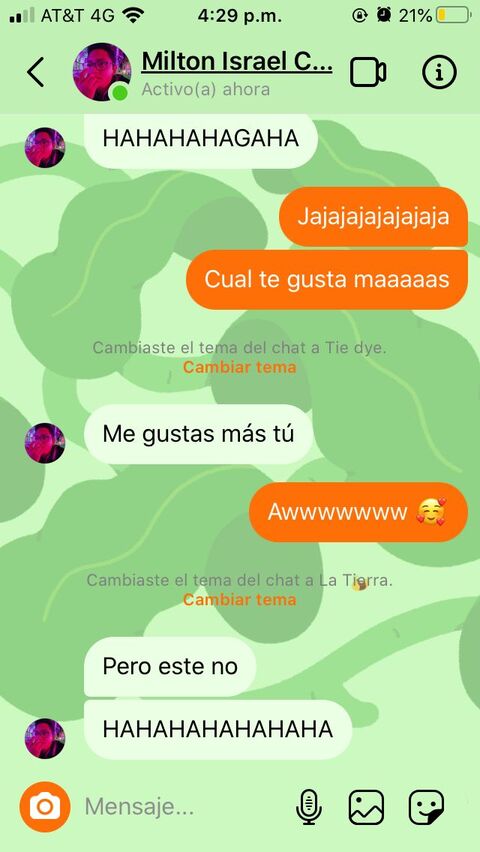 AT&T 4G 4:29 p.m. 21%
Milton Israel C...
Activo(a) ahora
HAHAHAHAGAHA
Jajajajajajajaja
Cual te gusta maaaaas
Cambiaste el tema del chat a Tie dye.
Cambiar tema
Me gustas más tú
Awwwwwww 🥰
Cambiaste el tema del chat a La Tierra.
Cambiar tema
Pero este no
HAHAHAHAHAHAHA
Mensaje...